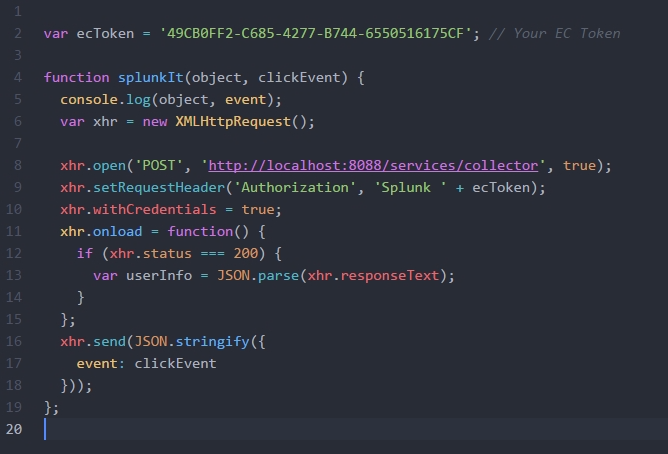 1
2 var ecToken = '49CB0FF2-C685-4277-B744-6550516175CF'; // Your EC Token
3
4 function splunkIt(object, clickEvent) {
5   console.log(object, event);
6   var xhr = new XMLHttpRequest();
7
8   xhr.open('POST', 'http://localhost:8088/services/collector', true);
9   xhr.setRequestHeader('Authorization', 'Splunk ' + ecToken);
10   xhr.withCredentials = true;
11   xhr.onload = function() {
12     if (xhr.status === 200) {
13       var userInfo = JSON.parse(xhr.responseText);
14     }
15   };
16   xhr.send(JSON.stringify({
17     event: clickEvent
18   }));
19 };
20